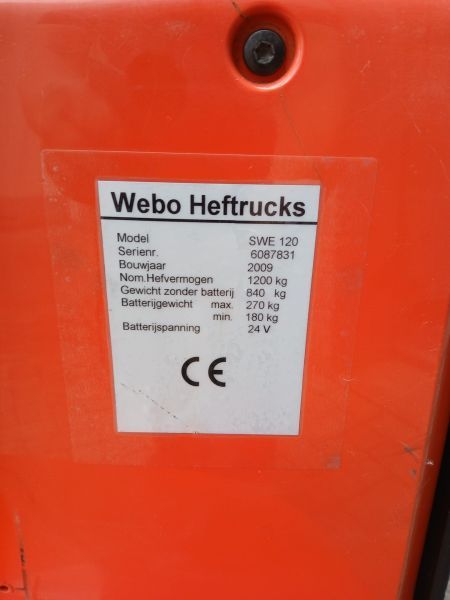 Webo Heftrucks
Model SWE 120
Serienr. 6087831
Bouwjaar 2009
Nom.Hefvermogen 1200 kg
Gewicht zonder batterij 840 kg
Batterijgewicht max. 270 kg
min. 180 kg
Batterijspanning 24 V
CE